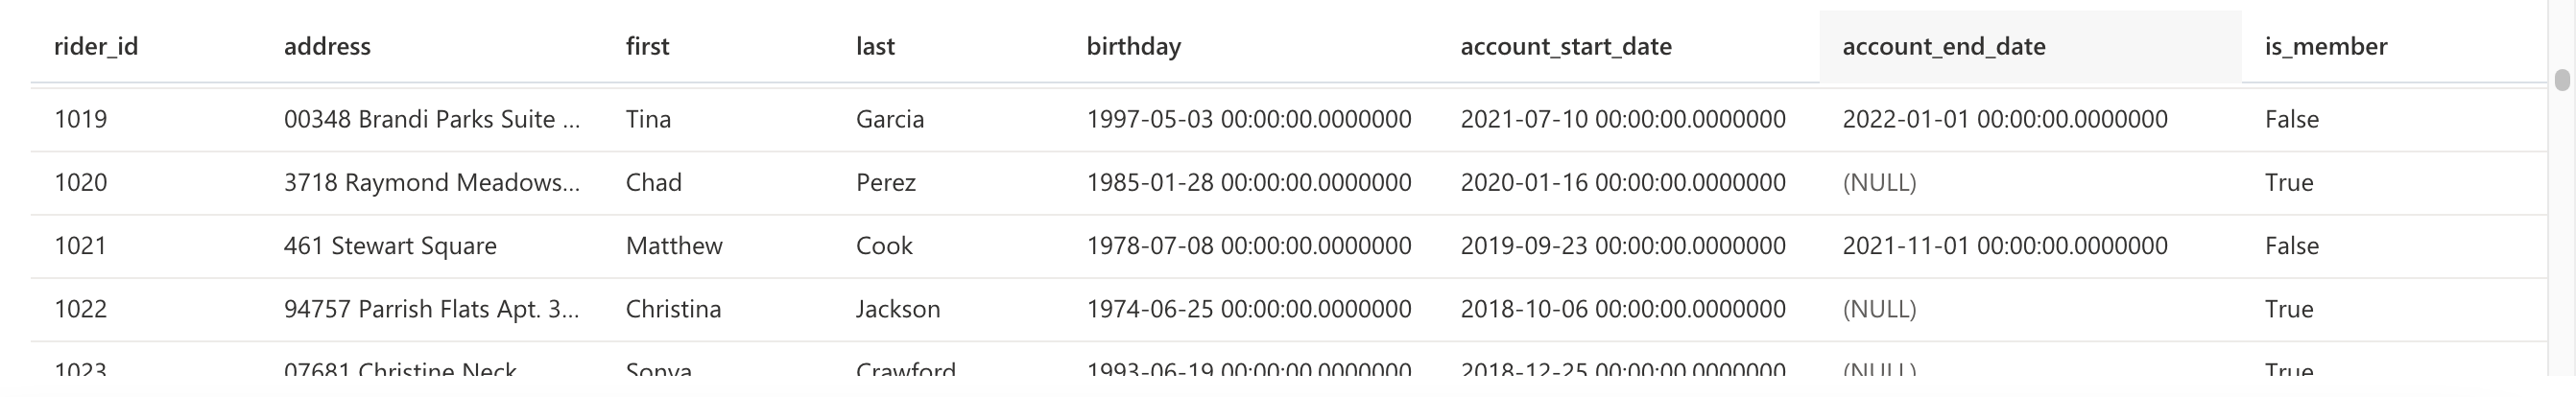 rider_id address first last birthday account_start_date account_end_date is_member
1019 00348 Brandi Parks Suite ... Tina Garcia 1997-05-03 00:00:00.0000000 2021-07-10 00:00:00.0000000 2022-01-01 00:00:00.0000000 False
1020 3718 Raymond Meadows... Chad Perez 1985-01-28 00:00:00.0000000 2020-01-16 00:00:00.0000000 (NULL) True
1021 461 Stewart Square Matthew Cook 1978-07-08 00:00:00.0000000 2019-09-23 00:00:00.0000000 2021-11-01 00:00:00.0000000 False
1022 94757 Parrish Flats Apt. 3... Christina Jackson 1974-06-25 00:00:00.0000000 2018-10-06 00:00:00.0000000 (NULL) True
1023 07681 Christine Neck Sonya Crawford 1993-06-19 00:00:00.0000000 2018-12-25 00:00:00.0000000 (NULL) True